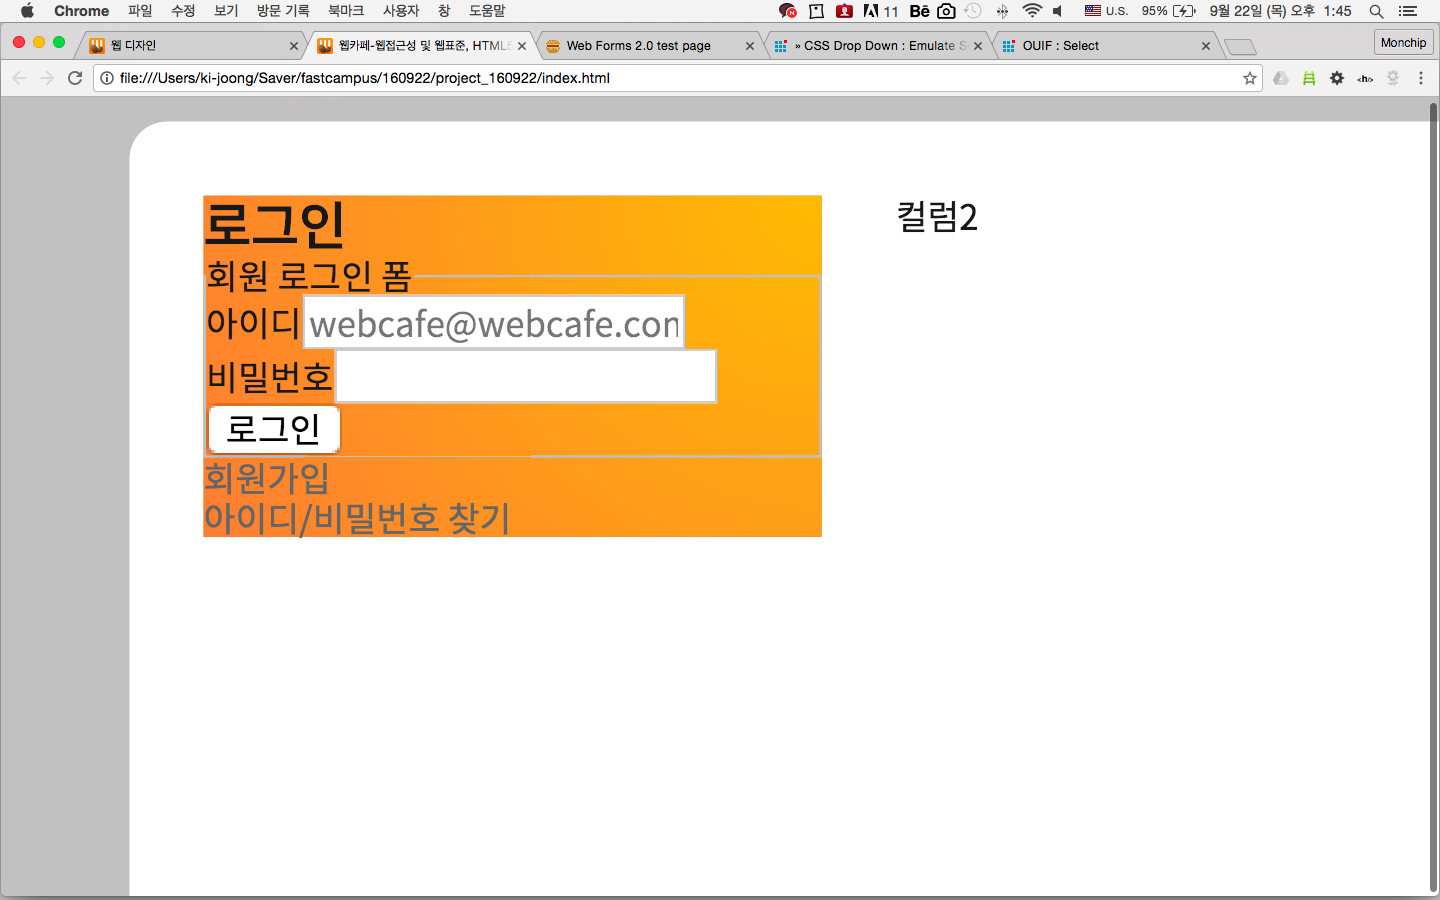 Chrome 파일 수정 보기 방문 기록 북마크 사용자 창 도움말 11 Bē U.S. 95% 9월 22일 (목) 오후 1:45
웹 디자인 웹카페-웹접근성 및 웹표준, HTML5 Web Forms 2.0 test page » CSS Drop Down : Emulate S OUIF : Select Monchip
file:///Users/ki-joong/Saver/fastcampus/160922/project_160922/index.html
로그인
컬럼2
회원 로그인 폼
아이디 webcafe@webcafe.con
비밀번호
로그인
회원가입
아이디/비밀번호 찾기